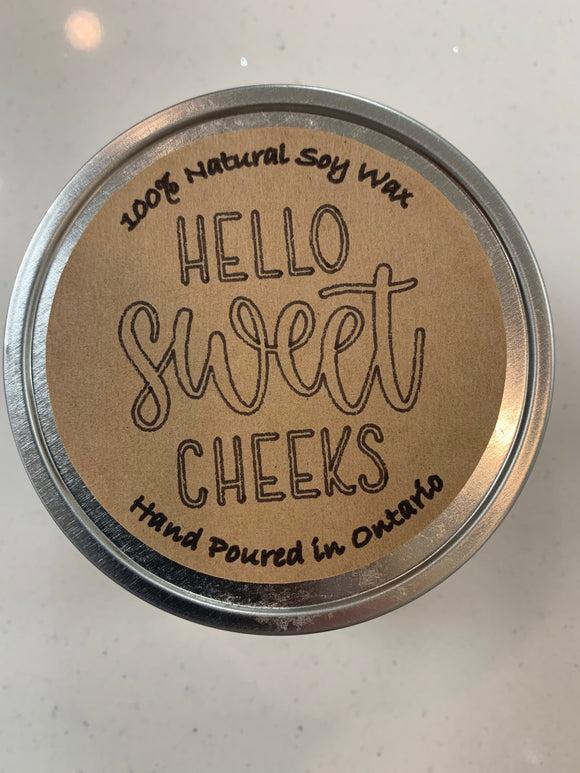 100% Natural Soy Wax
HELLO
sweet
CHEEKS
Hand Poured in Ontario